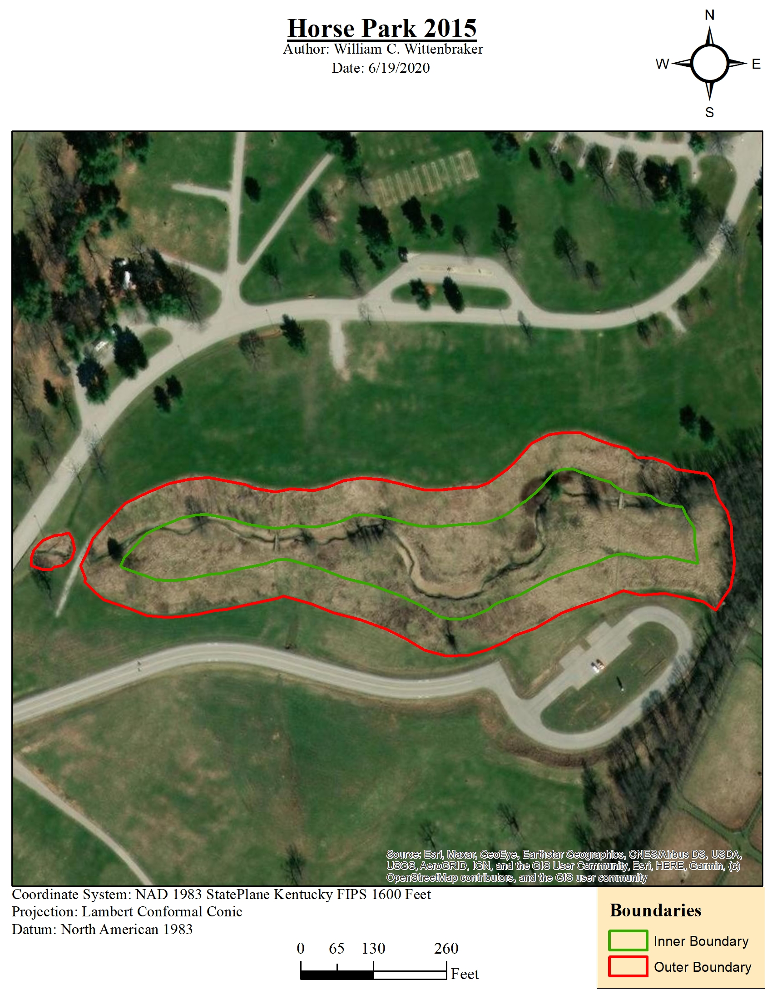 Horse Park 2015
Author: William C. Wittenbraker
Date: 6/19/2020
N
W
E
S
Source: Esri, Maxar, GeoEye, Earthstar Geographics, CNES/Airbus DS, USDA,
USGS, AeroGRID, IGN, and the GIS User Community, Esri, HERE, Garmin, (c)
OpenStreetMap contributors, and the GIS user community
Coordinate System: NAD 1983 StatePlane Kentucky FIPS 1600 Feet
Projection: Lambert Conformal Conic
Datum: North American 1983
0 65 130 260
Feet
Boundaries
Inner Boundary
Outer Boundary